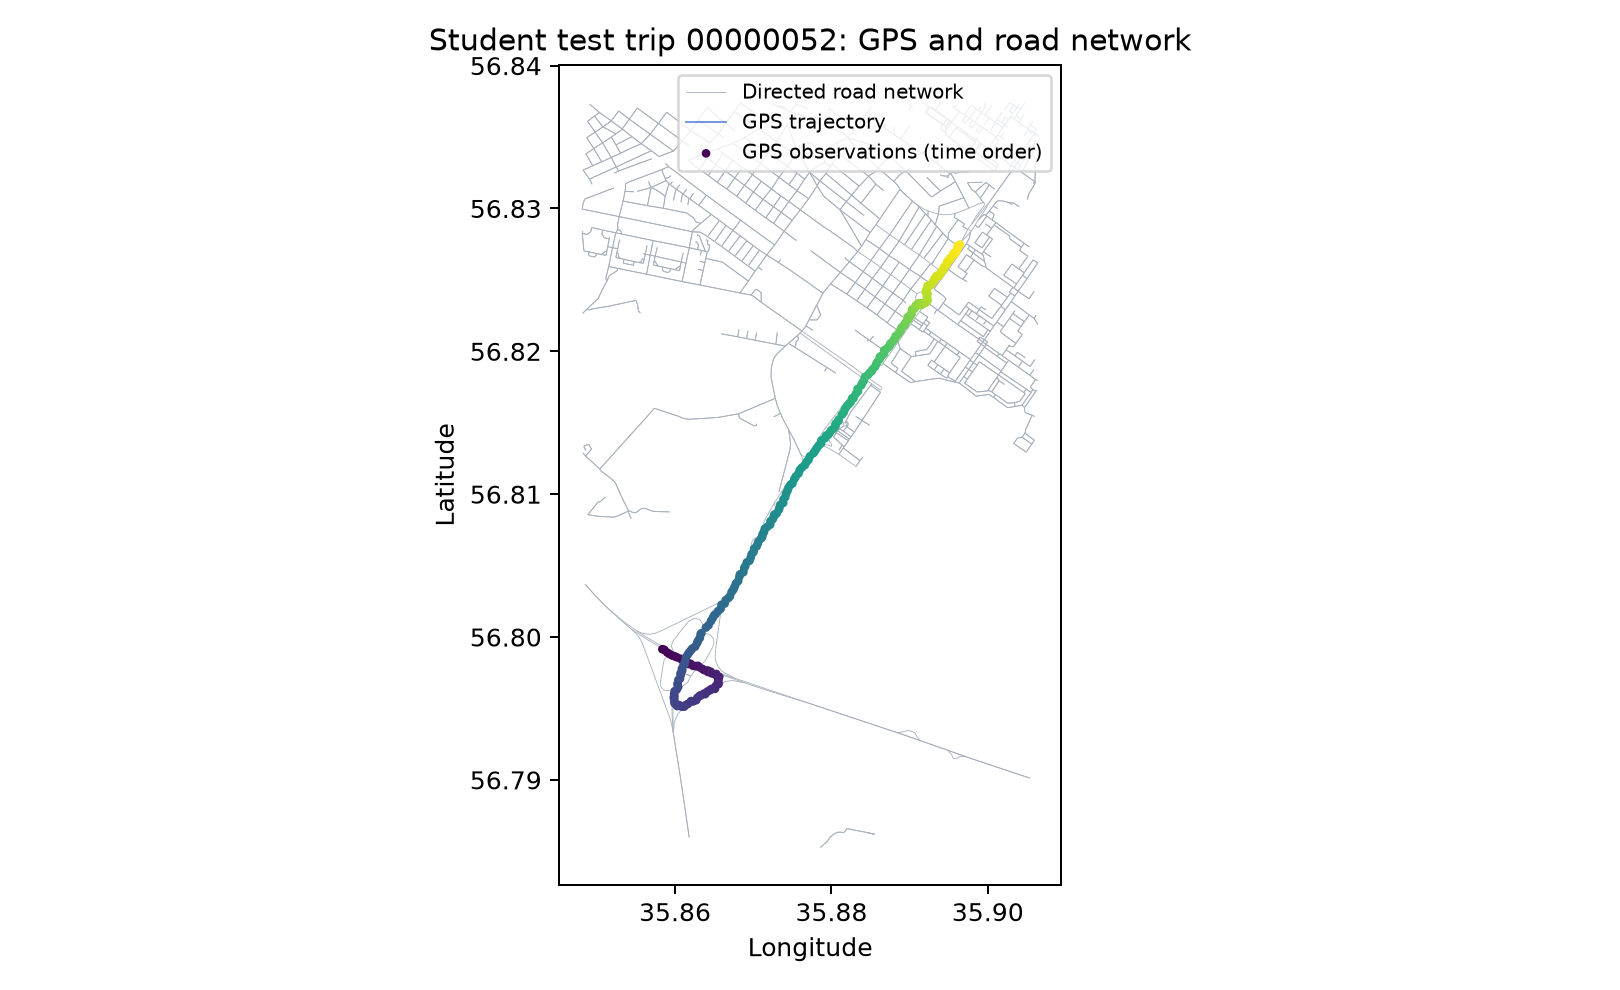 Student test trip 00000052: GPS and road network
Directed road network
GPS trajectory
GPS observations (time order)
56.84
56.83
56.82
56.81
56.80
56.79
Latitude
35.86
35.88
35.90
Longitude